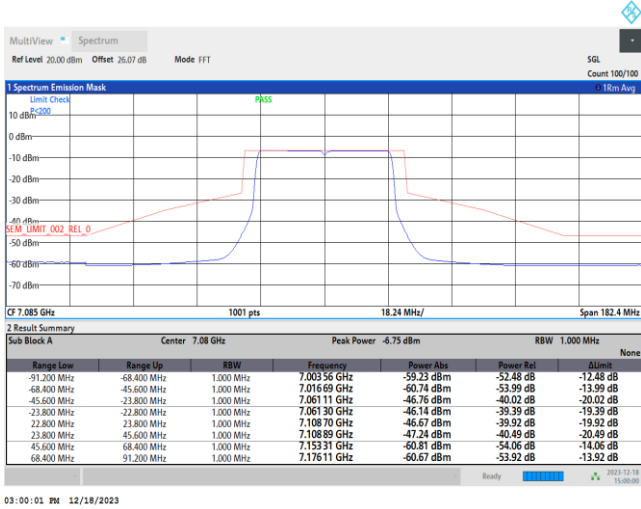 MultiView Spectrum
Ref Level 20.00 dBm Offset 26.07 dB Mode FFT SGL
Count 100/100
1 Spectrum Emission Mask 1Rm Avg
Limit Check PASS
P<200
10 dBm
0 dBm
-10 dBm
-20 dBm
-30 dBm
-40 dBm
SEM_LIMIT_002_REL_0
-50 dBm
-60 dBm
-70 dBm
CF 7.085 GHz 1001 pts 18.24 MHz/ Span 182.4 MHz
2 Result Summary
Sub Block A Center 7.08 GHz Peak Power -6.75 dBm RBW 1.000 MHz
None
Range Low Range Up RBW Frequency Power Abs Power Rel ΔLimit
-91.200 MHz -68.400 MHz 1.000 MHz 7.003 56 GHz -59.23 dBm -52.48 dB -12.48 dB
-68.400 MHz -45.600 MHz 1.000 MHz 7.016 69 GHz -60.74 dBm -53.99 dB -13.99 dB
-45.600 MHz -23.800 MHz 1.000 MHz 7.061 11 GHz -46.76 dBm -40.02 dB -20.02 dB
-23.800 MHz -22.800 MHz 1.000 MHz 7.061 30 GHz -46.14 dBm -39.39 dB -19.39 dB
22.800 MHz 23.800 MHz 1.000 MHz 7.108 70 GHz -46.67 dBm -39.92 dB -19.92 dB
23.800 MHz 45.600 MHz 1.000 MHz 7.108 89 GHz -47.24 dBm -40.49 dB -20.49 dB
45.600 MHz 68.400 MHz 1.000 MHz 7.153 31 GHz -60.81 dBm -54.06 dB -14.06 dB
68.400 MHz 91.200 MHz 1.000 MHz 7.176 11 GHz -60.67 dBm -53.92 dB -13.92 dB
Ready 2023-12-18
15:00:00
03:00:01 PM 12/18/2023